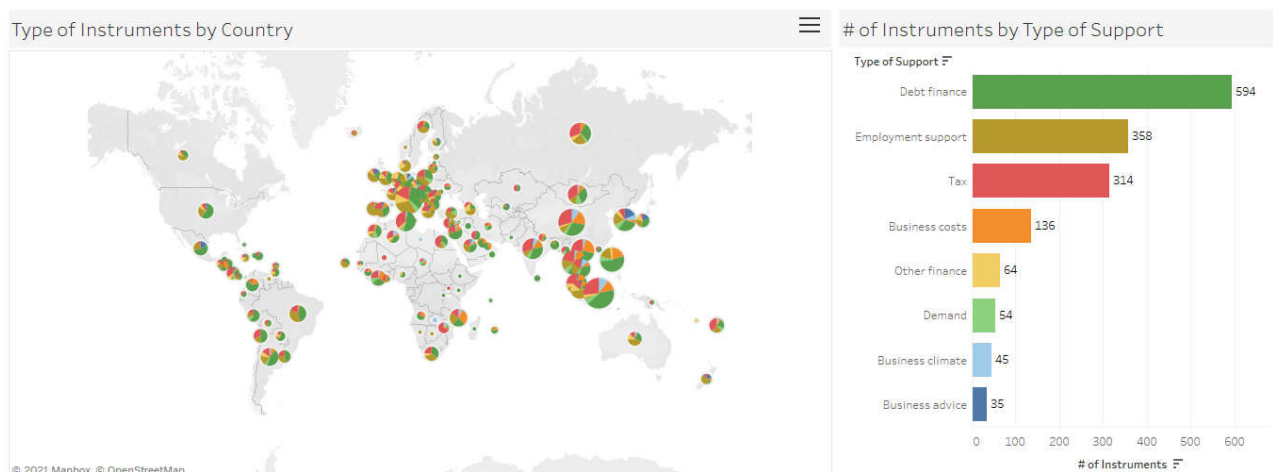 Type of Instruments by Country
# of Instruments by Type of Support
Type of Support
Debt finance
594
Employment support
358
Tax
314
Business costs
136
Other finance
64
Demand
54
Business climate
45
Business advice
35
0 100 200 300 400 500 600
# of Instruments
© 2021 Mapbox © OpenStreetMap